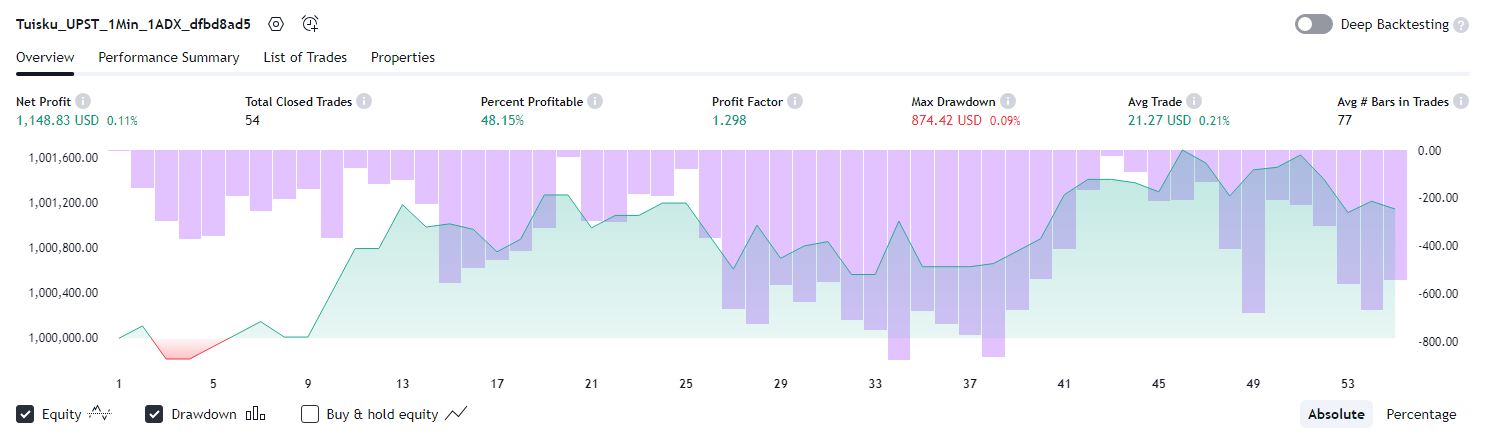 Tuisku_UPST_1Min_1ADX_dfbd8ad5 Deep Backtesting ?
Overview Performance Summary List of Trades Properties
Net Profit i Total Closed Trades i Percent Profitable i Profit Factor i Max Drawdown i Avg Trade i Avg # Bars in Trades i
1,148.83 USD 0.11% 54 48.15% 1.298 874.42 USD 0.09% 21.27 USD 0.21% 77
1,001,600.00 0.00
1,001,200.00 -200.00
1,000,800.00 -400.00
1,000,400.00 -600.00
1,000,000.00 -800.00
1 5 9 13 17 21 25 29 33 37 41 45 49 53
Equity Drawdown Buy & hold equity Absolute Percentage